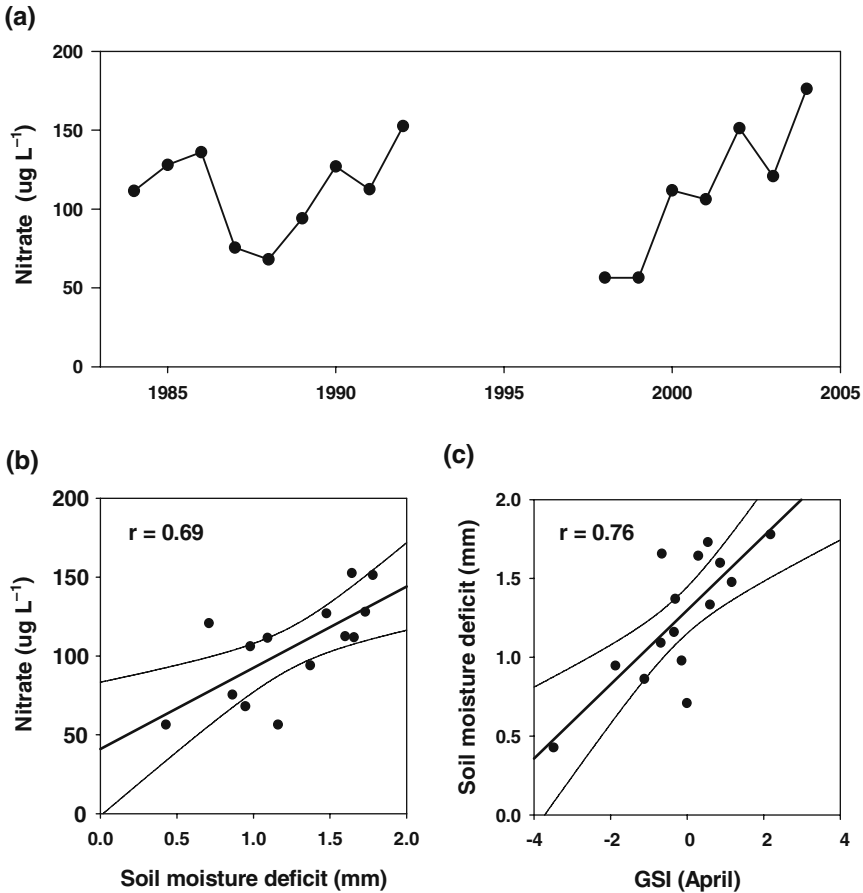 (a)
Nitrate (ug L⁻¹)
200
150
100
50
0
1985 1990 1995 2000 2005
(b)
r = 0.69
Nitrate (ug L⁻¹)
200
150
100
50
0
0.0 0.5 1.0 1.5 2.0
Soil moisture deficit (mm)
(c)
r = 0.76
Soil moisture deficit (mm)
2.0
1.5
1.0
0.5
0.0
-4 -2 0 2 4
GSI (April)